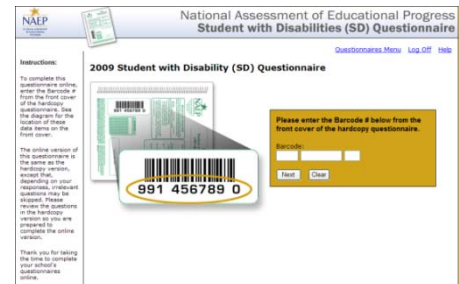 NAEP
National Assessment of Educational Progress
Student with Disabilities (SD) Questionnaire
Questionnaires Menu Log Off Help
Instructions:
To complete this
questionnaire online,
enter the Barcode #
from the front cover
of the hardcopy
questionnaire. See
the diagram for the
location of these
data items on the
front cover.
The online version of
this questionnaire is
the same as the
hardcopy version,
except that,
depending on your
responses, irrelevant
questions may be
skipped. Please
review the questions
in the hardcopy
version so you are
prepared to
complete the online
version.
Thank you for taking
the time to complete
your school's
questionnaires
online.
2009 Student with Disability (SD) Questionnaire
991 456789 0
991 456789 0
Please enter the Barcode # below from the
front cover of the hardcopy questionnaire.
Barcode:
Next Clear